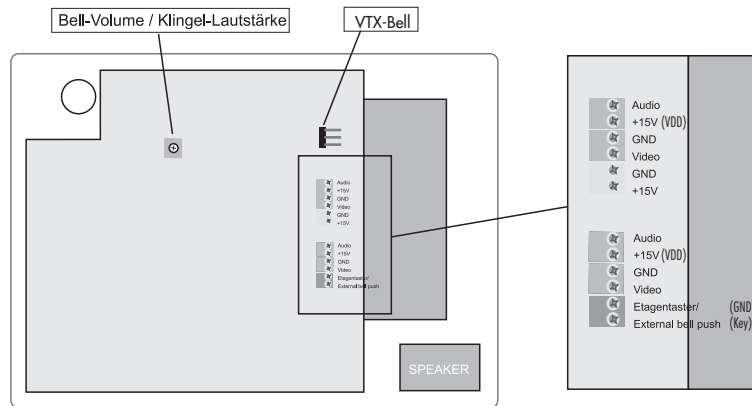 Bell-Volume / Klingel-Lautstärke
VTX-Bell
Audio
+15V
GND
Video
GND
+15V
Audio
+15V
GND
Video
Etagentaster/
External bell push
SPEAKER
Audio
+15V (VDD)
GND
Video
GND
+15V
Audio
+15V (VDD)
GND
Video
Etagentaster/ (GND
External bell push (Key)